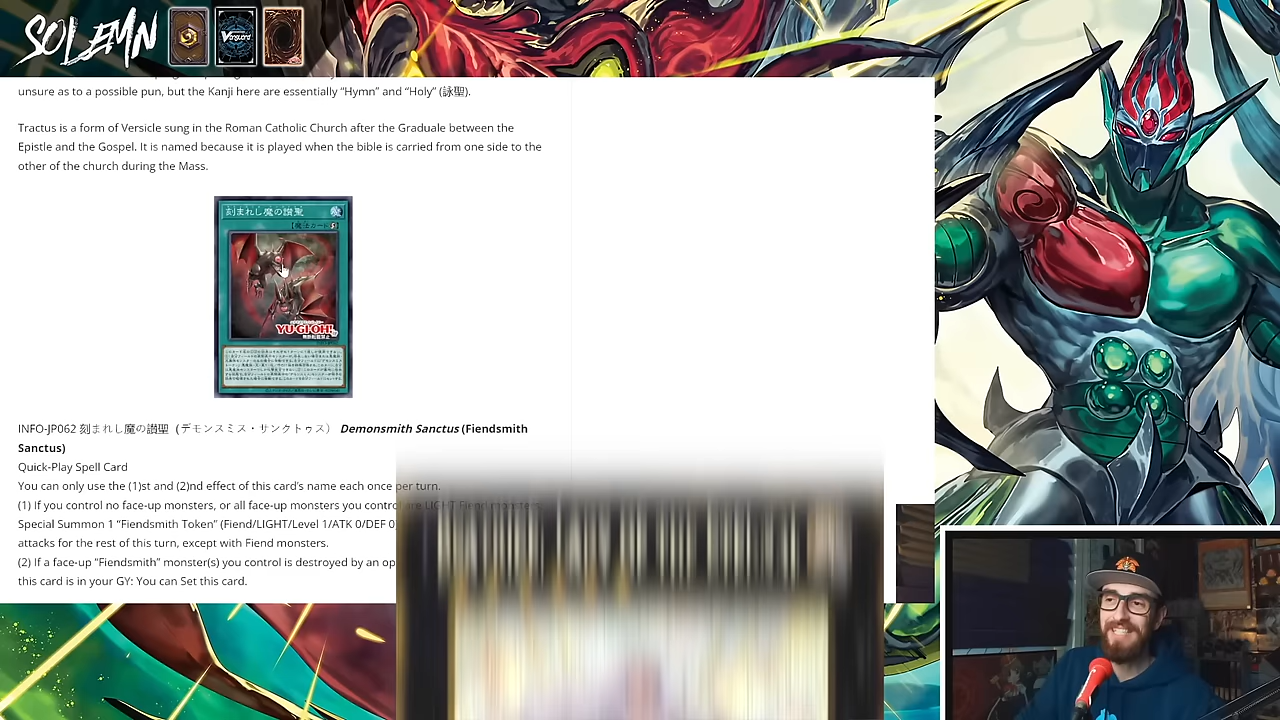 SOLEMN
Vanguard
unsure as to a possible pun, but the Kanji here are essentially “Hymn” and “Holy” (詠聖).
Tractus is a form of Versicle sung in the Roman Catholic Church after the Graduale between the
Epistle and the Gospel. It is named because it is played when the bible is carried from one side to the
other of the church during the Mass.
刻まれし魔の讃聖
YU-GI-OH!
INFO-JP062 刻まれし魔の讃聖（デモンスミス・サンクトゥス） Demonsmith Sanctus (Fiendsmith
Sanctus)
Quick-Play Spell Card
You can only use the (1)st and (2)nd effect of this card’s name each once per turn.
(1) If you control no face-up monsters, or all face-up monsters you control are LIGHT Fiend monsters:
Special Summon 1 “Fiendsmith Token” (Fiend/LIGHT/Level 1/ATK 0/DEF 0
attacks for the rest of this turn, except with Fiend monsters.
(2) If a face-up “Fiendsmith” monster(s) you control is destroyed by an op
this card is in your GY: You can Set this card.